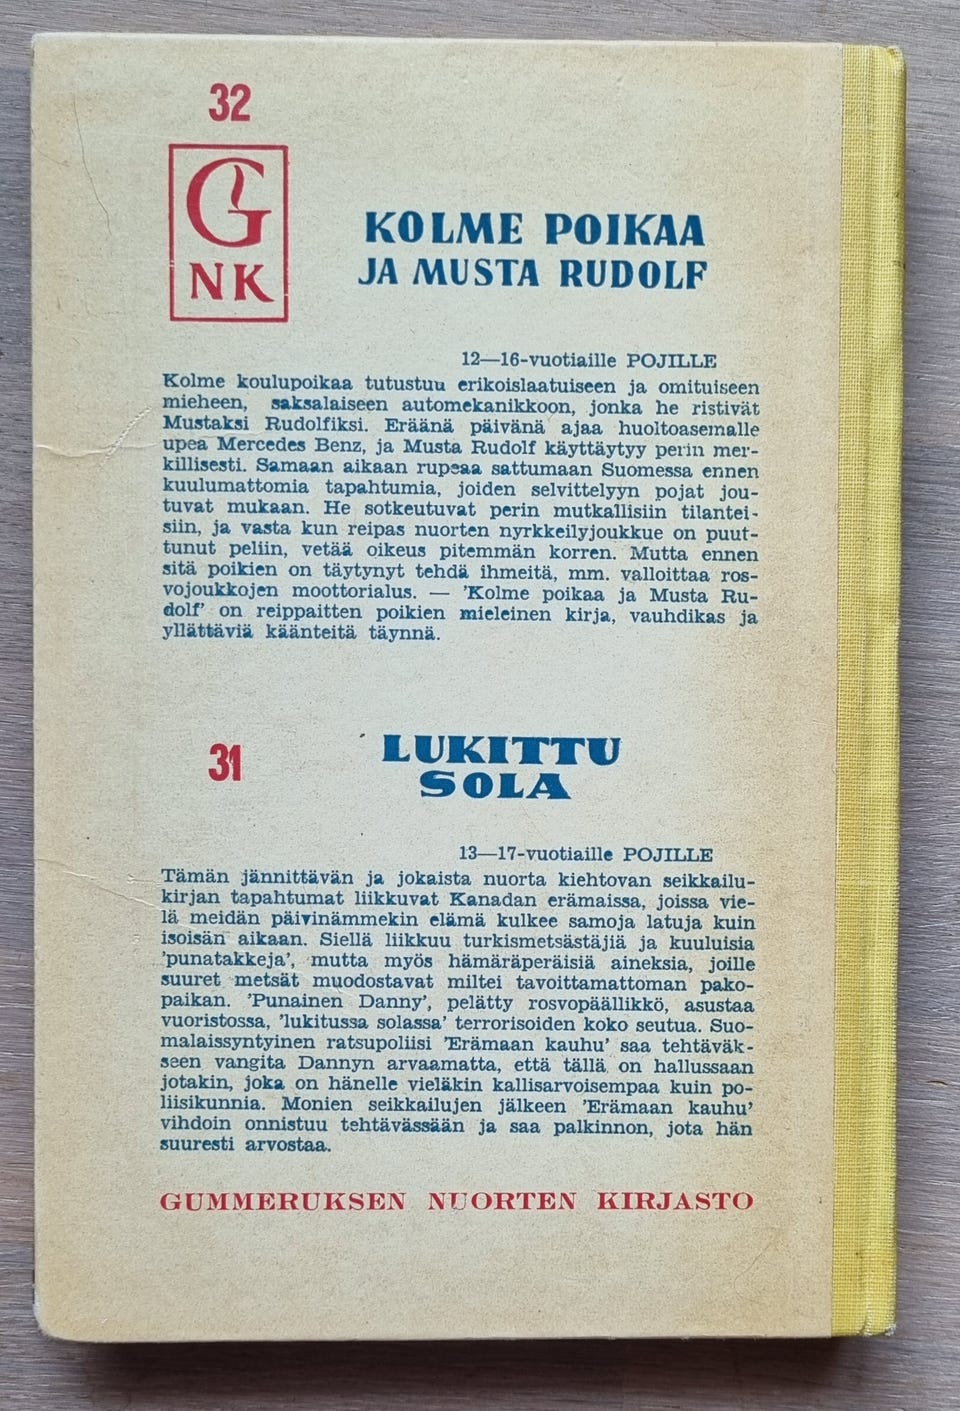 32
G
NK
KOLME POIKAA
JA MUSTA RUDOLF
12—16-vuotiaille POJILLE
Kolme koulupoikaa tutustuu erikoislaatuiseen ja omituiseen
mieheen, saksalaiseen automekanikkoon, jonka he ristivät
Mustaksi Rudolfiksi. Eräänä päivänä ajaa huoltoasemalle
upea Mercedes Benz, ja Musta Rudolf käyttäytyy perin mer-
killisesti. Samaan aikaan rupeaa sattumaan Suomessa ennen
kuulumattomia tapahtumia, joiden selvittelyyn pojat jou-
tuvat mukaan. He sotkeutuvat perin mutkallisiin tilantei-
siin, ja vasta kun reipas nuorten nyrkkeilyjoukkue on puut-
tunut peliin, vetää oikeus pitemmän korren. Mutta ennen
sitä poikien on täytynyt tehdä ihmeitä, mm. valloittaa ros-
vojoukkojen moottorialus. — 'Kolme poikaa ja Musta Ru-
dolf' on reippaitten poikien mieleinen kirja, vauhdikas ja
yllättäviä käänteitä täynnä.
31
LUKITTU
SOLA
13—17-vuotiaille POJILLE
Tämän jännittävän ja jokaista nuorta kiehtovan seikkailu-
kirjan tapahtumat liikkuvat Kanadan erämaissa, joissa vie-
lä meidän päivinämmekin elämä kulkee samoja latuja kuin
isoisän aikaan. Siellä liikkuu turkismetsästäjiä ja kuuluisia
'punatakkeja', mutta myös hämäräperäisiä aineksia, joille
suuret metsät muodostavat miltei tavoittamattoman pako-
paikan. 'Punainen Danny', pelätty rosvopäällikkö, asustaa
vuoristossa, 'lukitussa solassa' terrorisoiden koko seutua. Suo-
malaissyntyinen ratsupoliisi 'Erämaan kauhu' saa tehtäväk-
seen vangita Dannyn arvaamatta, että tällä on hallussaan
jotakin, joka on hänelle vieläkin kallisarvoisempaa kuin po-
liisikunnia. Monien seikkailujen jälkeen 'Erämaan kauhu'
vihdoin onnistuu tehtävässään ja saa palkinnon, jota hän
suuresti arvostaa.
GUMMERUKSEN NUORTEN KIRJASTO